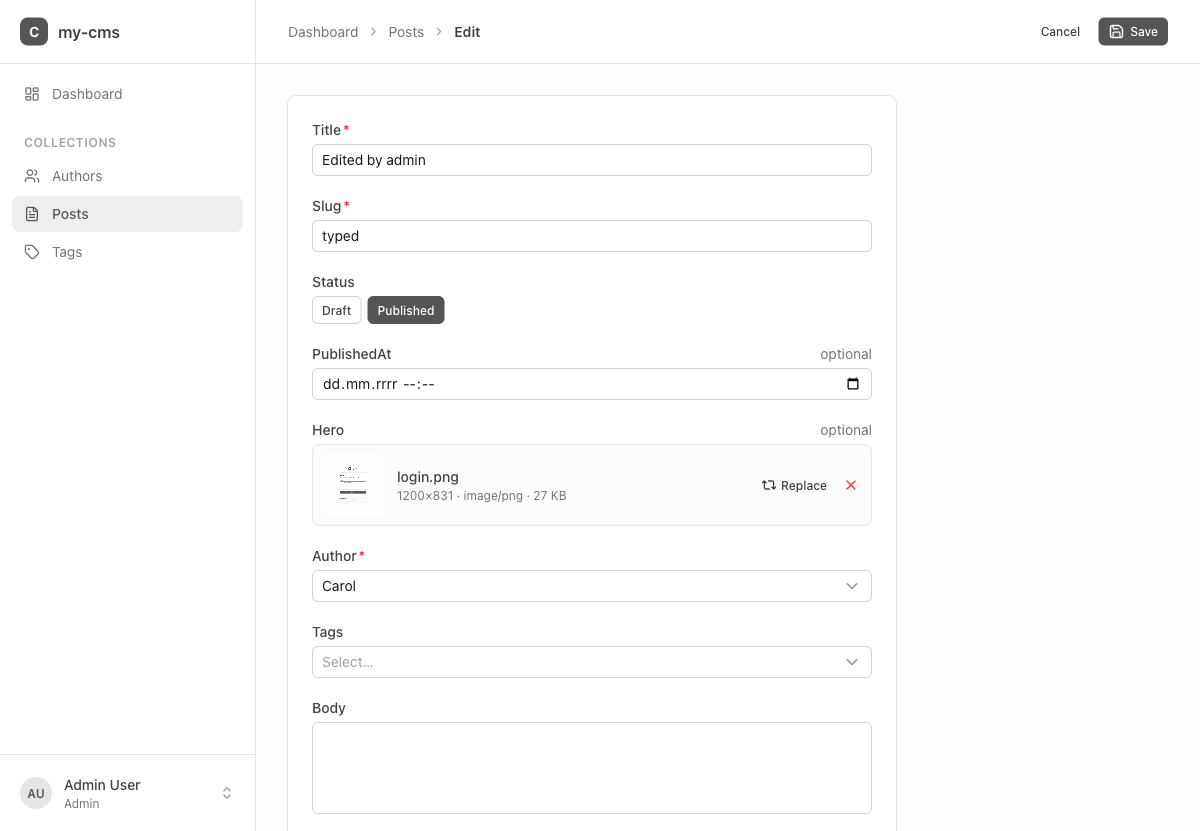 C my-cms
Dashboard > Posts > Edit
Cancel
Save
Dashboard
COLLECTIONS
Authors
Posts
Tags
Title*
Edited by admin
Slug*
typed
Status
Draft
Published
PublishedAt optional
dd.mm.rrrr --:--
Hero optional
login.png
1200×831 · image/png · 27 KB
Replace
Author*
Carol
Tags
Select...
Body
AU
Admin User
Admin